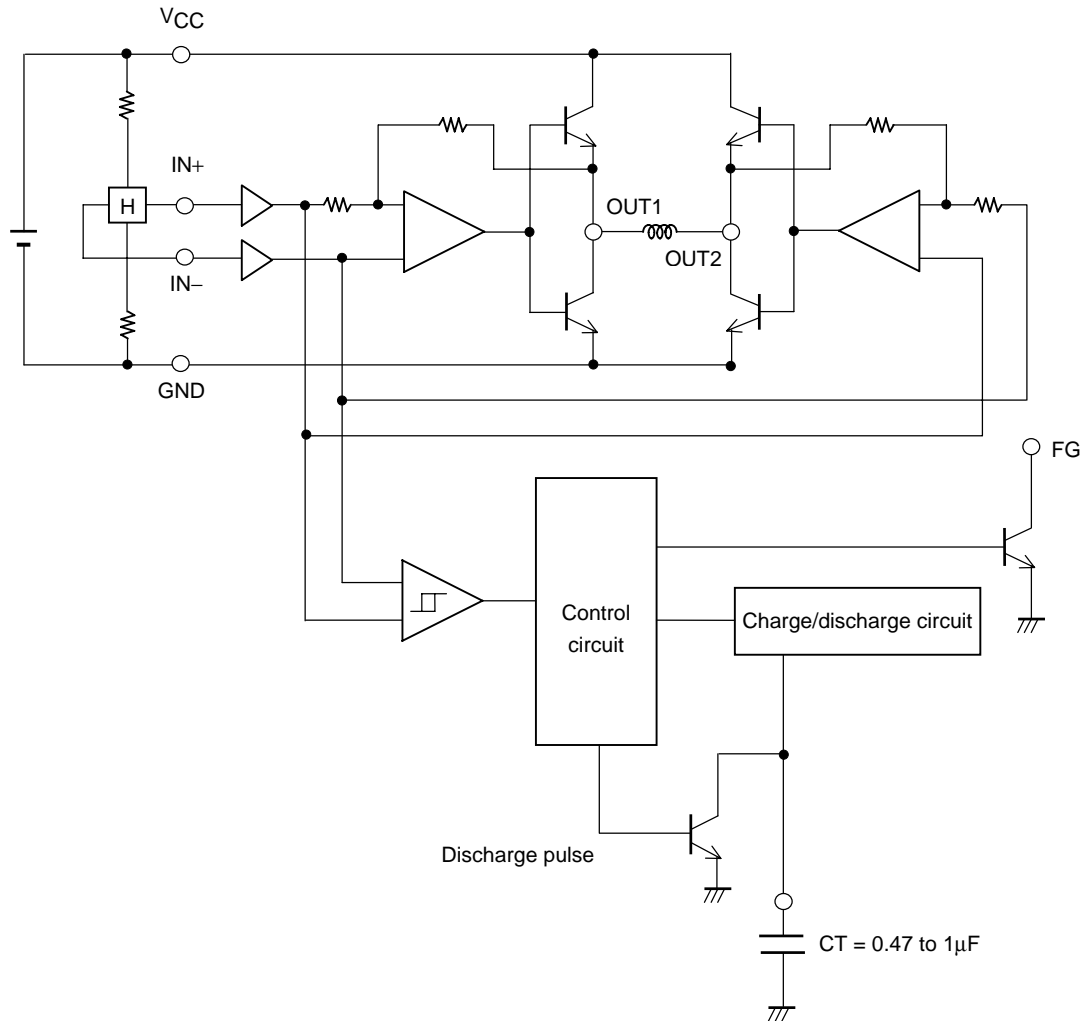 VCC
IN+
H
IN−
GND
OUT1
OUT2
FG
Control
circuit
Charge/discharge circuit
Discharge pulse
CT = 0.47 to 1μF